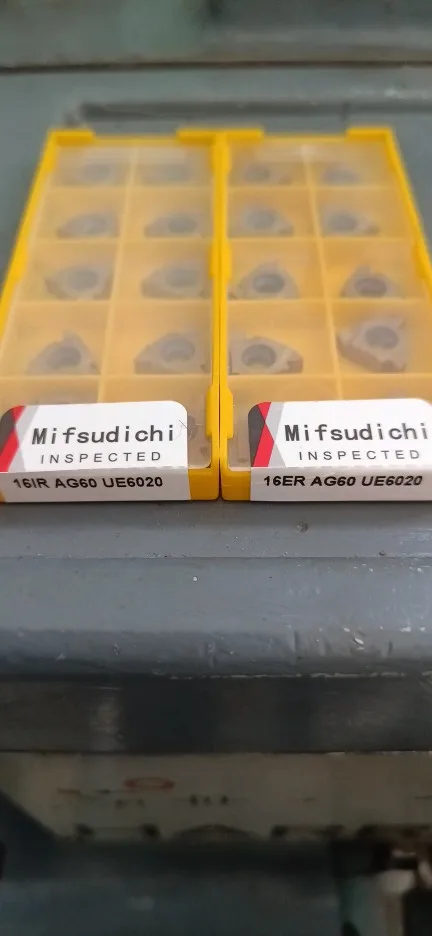 Mifsudichi
INSPECTED
16IR AG60 UE6020
Mifsudichi
INSPECTED
16ER AG60 UE6020